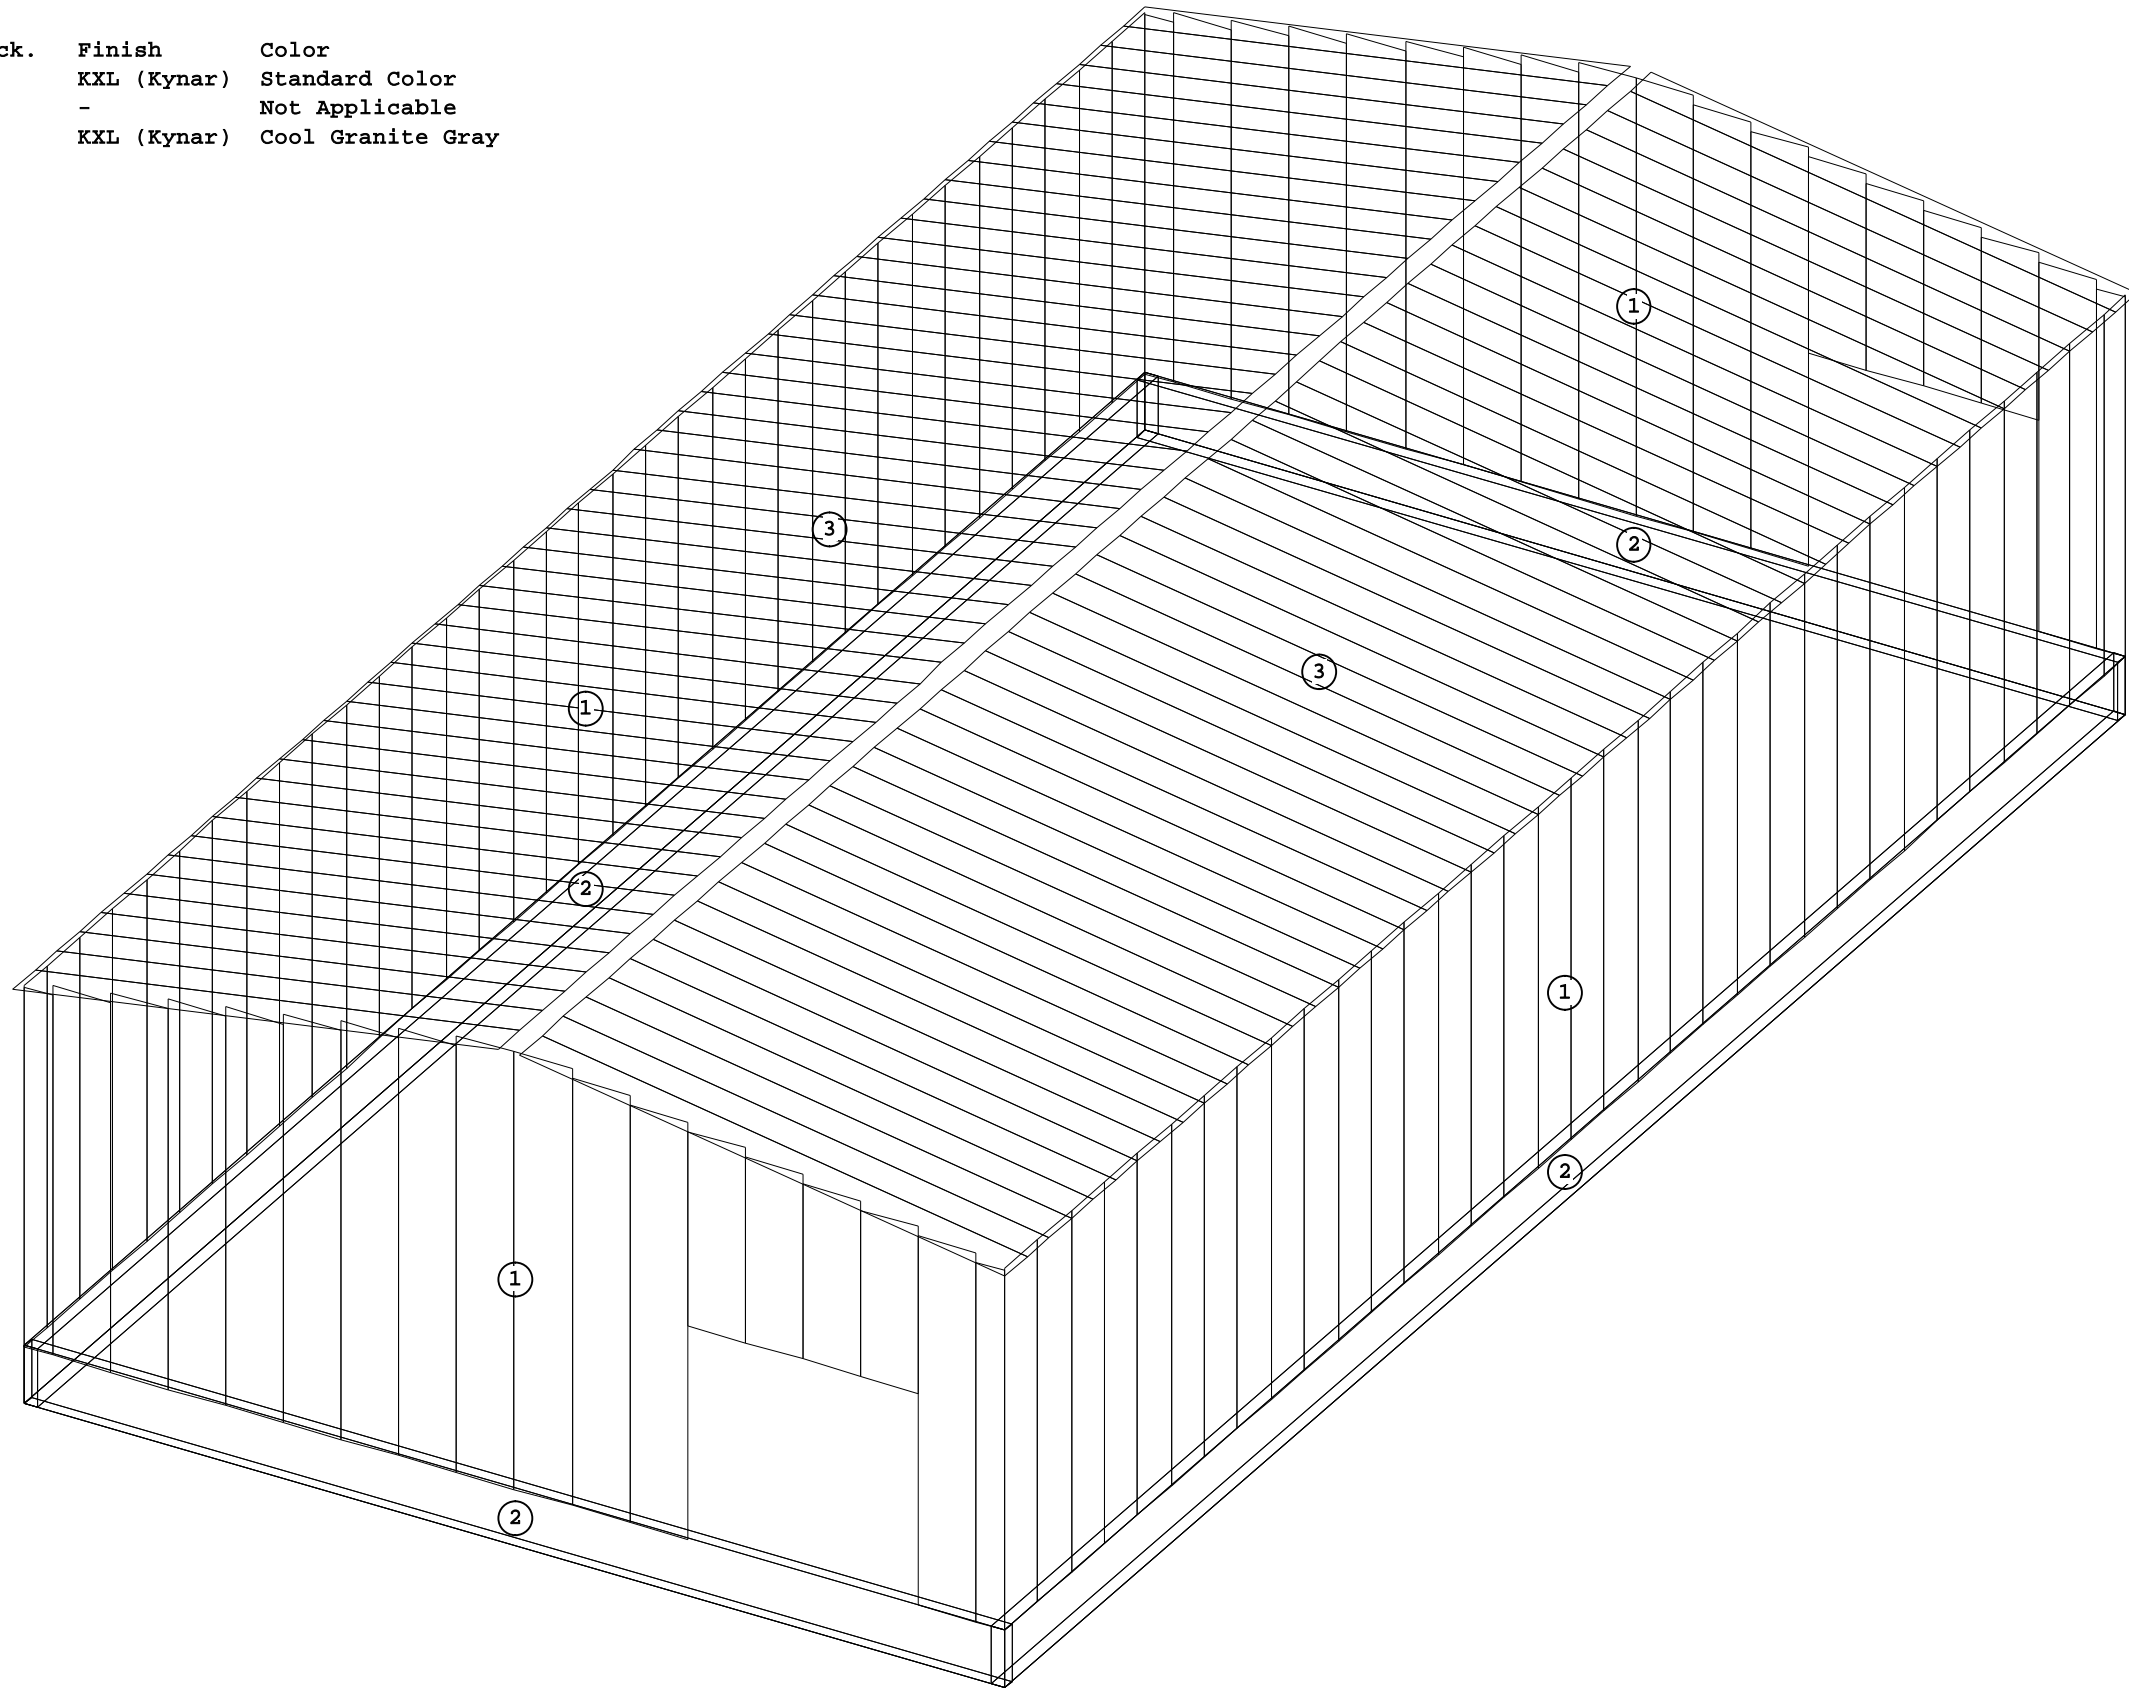 ck. Finish Color
KXL (Kynar) Standard Color
- Not Applicable
KXL (Kynar) Cool Granite Gray
1
3
2
3
1
2
1
2
1
2